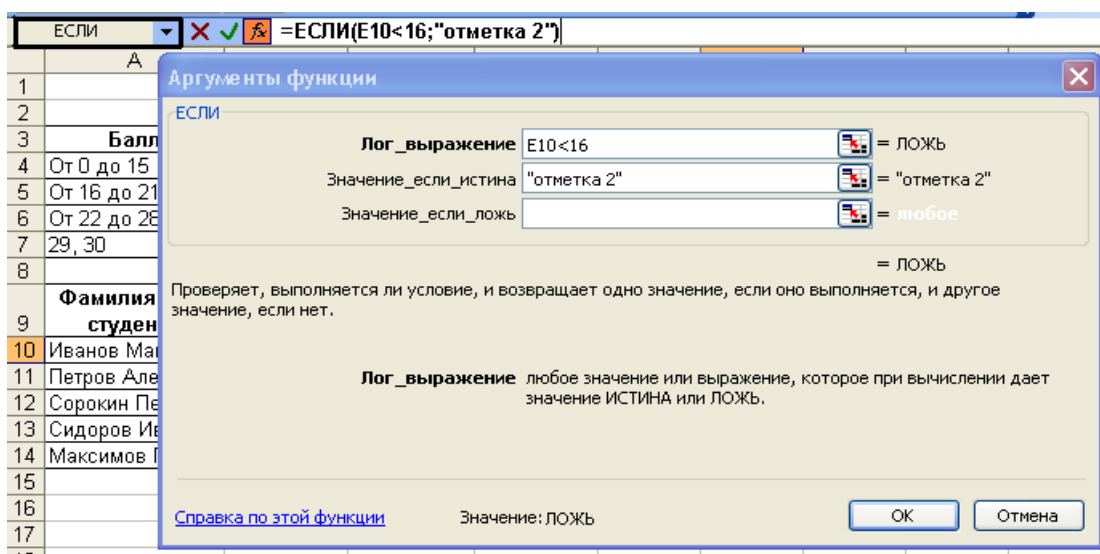 ЕСЛИ =ЕСЛИ(E10<16;"отметка 2")
A
Аргументы функции
1
2
ЕСЛИ
3 Балл
Лог_выражение E10<16 = ЛОЖЬ
4 От 0 до 15
Значение_если_истина "отметка 2" = "отметка 2"
5 От 16 до 21
6 От 22 до 28
Значение_если_ложь = любое
7 29, 30
8
= ЛОЖЬ
Проверяет, выполняется ли условие, и возвращает одно значение, если оно выполняется, и другое
значение, если нет.
Фамилия
9 студен
10 Иванов
11 Петров Але
Лог_выражение любое значение или выражение, которое при вычислении дает
значение ИСТИНА или ЛОЖЬ.
12 Сорокин Пе
13 Сидоров
14 Максимов
15
16
Справка по этой функции Значение: ЛОЖЬ OK Отмена
17